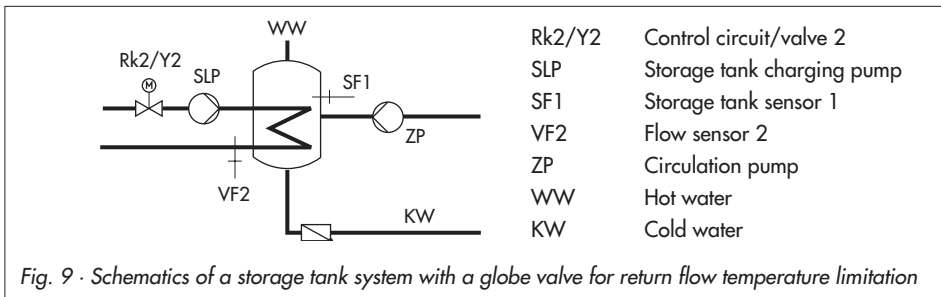 WW
Rk2/Y2
M
SLP
SF1
ZP
VF2
KW
Rk2/Y2 Control circuit/valve 2
SLP Storage tank charging pump
SF1 Storage tank sensor 1
VF2 Flow sensor 2
ZP Circulation pump
WW Hot water
KW Cold water
Fig. 9 · Schematics of a storage tank system with a globe valve for return flow temperature limitation